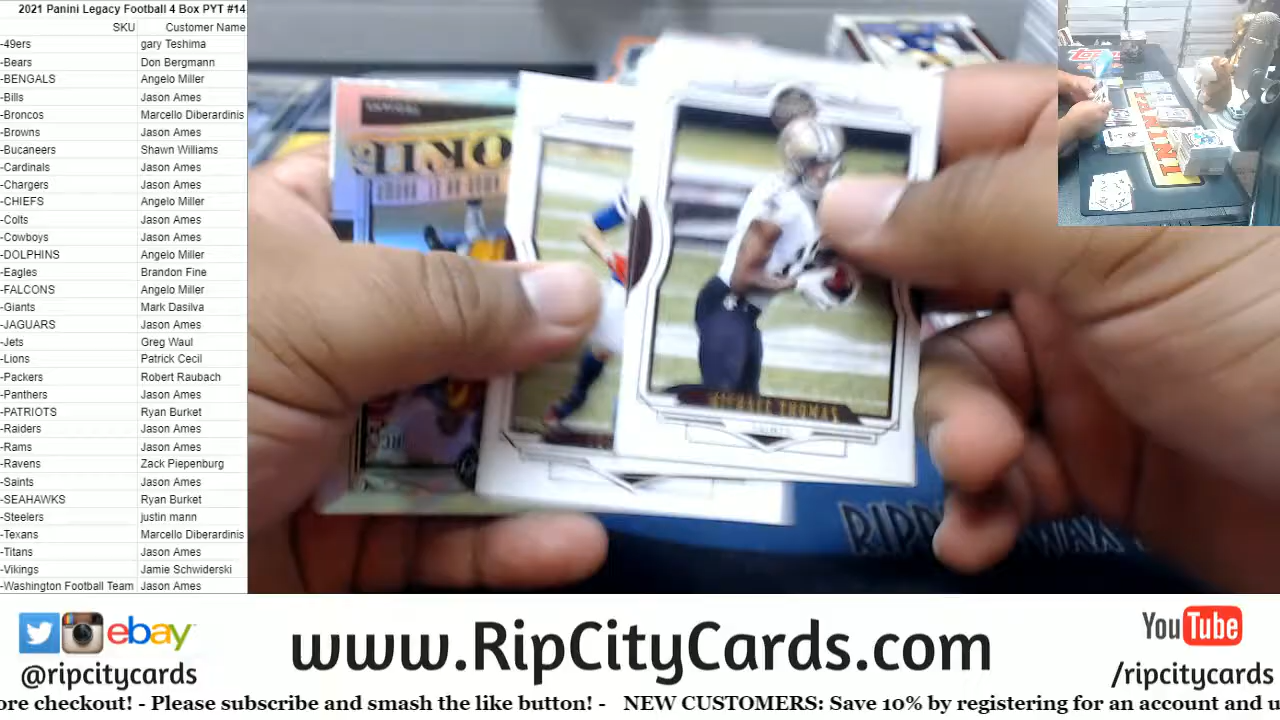 2021 Panini Legacy Football 4 Box PYT #14
SKU Customer Name
-49ers gary Teshima
-Bears Don Bergmann
-BENGALS Angelo Miller
-Bills Jason Ames
-Broncos Marcello Diberardinis
-Browns Jason Ames
-Bucaneers Shawn Williams
-Cardinals Jason Ames
-Chargers Jason Ames
-CHIEFS Angelo Miller
-Colts Jason Ames
-Cowboys Jason Ames
-DOLPHINS Angelo Miller
-Eagles Brandon Fine
-FALCONS Angelo Miller
-Giants Mark Dasilva
-JAGUARS Jason Ames
-Jets Greg Waul
-Lions Patrick Cecil
-Packers Robert Raubach
-Panthers Jason Ames
-PATRIOTS Ryan Burket
-Raiders Jason Ames
-Rams Jason Ames
-Ravens Zack Piepenburg
-Saints Jason Ames
-SEAHAWKS Ryan Burket
-Steelers justin mann
-Texans Marcello Diberardinis
-Titans Jason Ames
-Vikings Jamie Schwiderski
-Washington Football Team Jason Ames
MICHAEL THOMAS
PANINI
ebay
@ripcitycards
www.RipCityCards.com
YouTube
/ripcitycards
ore checkout! - Please subscribe and smash the like button! - NEW CUSTOMERS: Save 10% by registering for an account and u